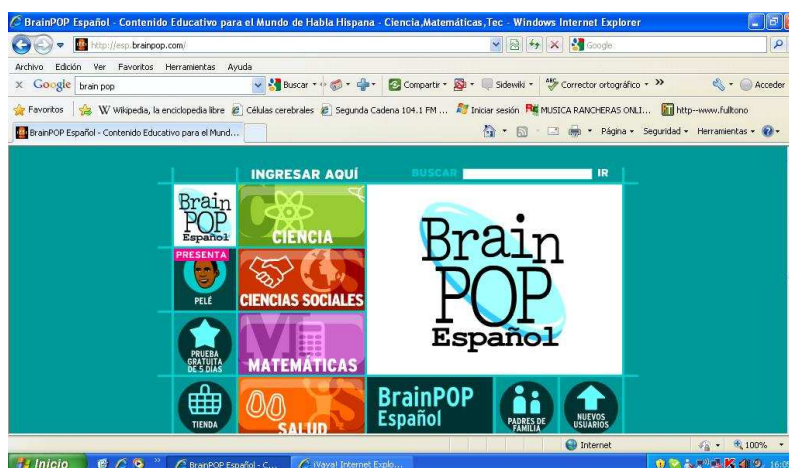 BrainPOP Español - Contenido Educativo para el Mundo de Habla Hispana - Ciencia,Matemáticas,Tec - Windows Internet Explorer
http://esp.brainpop.com/
Google
Archivo Edición Ver Favoritos Herramientas Ayuda
x Google brain pop Buscar Compartir Sidewiki Corrector ortográfico Acceder
Favoritos W Wikipedia, la enciclopedia libre Células cerebrales Segunda Cadena 104.1 FM ... Iniciar sesión MUSICA RANCHERAS ONLI... http--www.fulltono
BrainPOP Español - Contenido Educativo para el Mund... Página Seguridad Herramientas
INGRESAR AQUÍ BUSCAR IR
Brain
POP
Español
CIENCIA
PRESENTA
PELÉ
CIENCIAS SOCIALES
PRUEBA
GRATUITA
DE 5 DÍAS
MATEMÁTICAS
TIENDA
SALUD
Brain
POP
Español
BrainPOP
Español
PADRES DE
FAMILIA
NUEVOS
USUARIOS
Internet 100%
Inicio BrainPOP Español - C... ¡Vaya! Internet Explo...